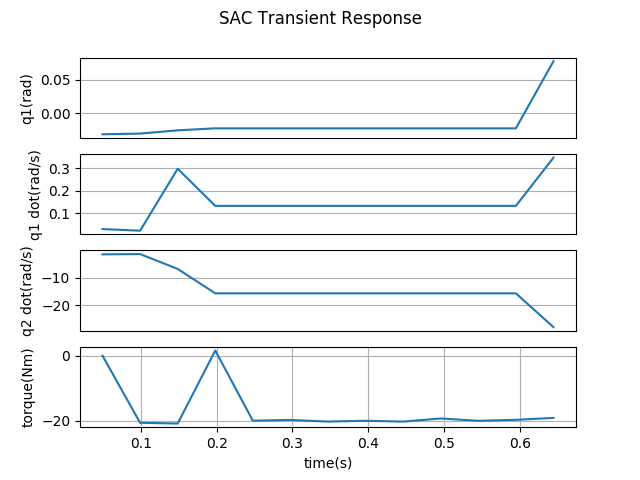 SAC Transient Response
q1(rad)
0.05
0.00
q1 dot(rad/s)
0.3
0.2
0.1
q2 dot(rad/s)
−10
−20
torque(Nm)
0
−20
0.1 0.2 0.3 0.4 0.5 0.6
time(s)